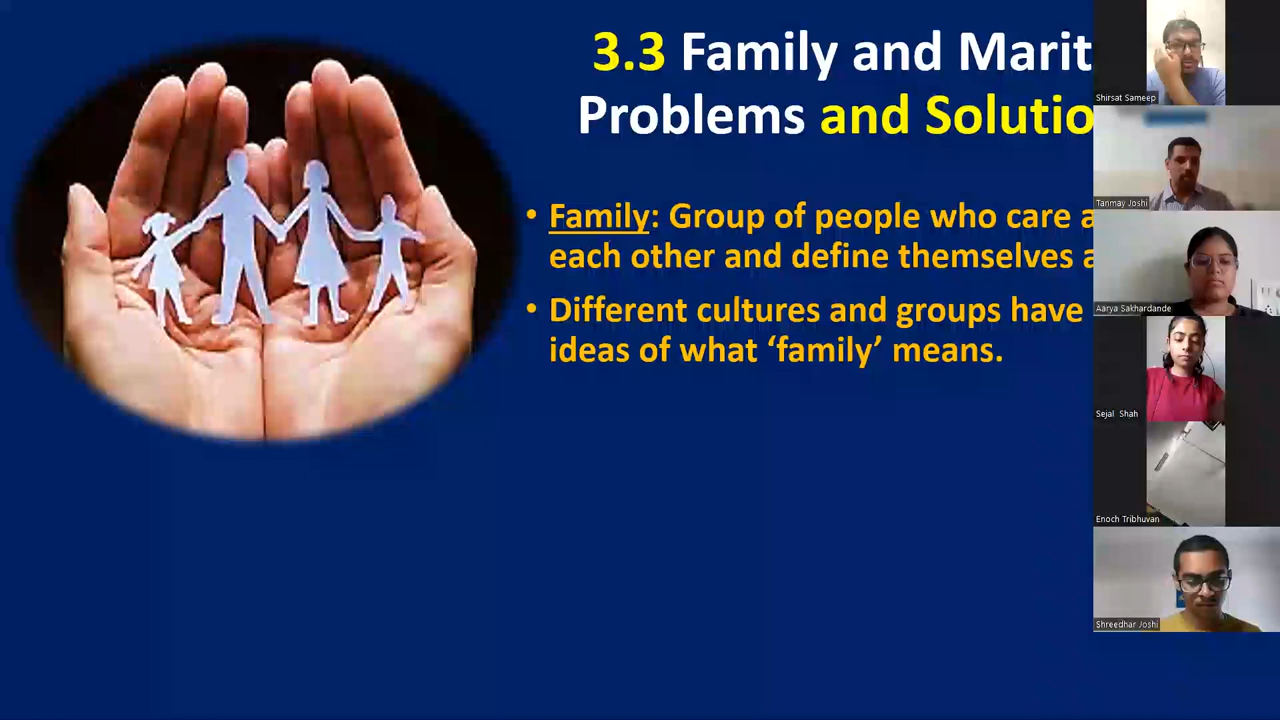 3.3 Family and Marit
Problems and Solutio
• Family: Group of people who care a
each other and define themselves a
• Different cultures and groups have
ideas of what ‘family’ means.
Shirsat Sameep
Tanmay Joshi
Aarya Sakhardande
Sejal Shah
Enoch Tribhuvan
Shreedhar Joshi